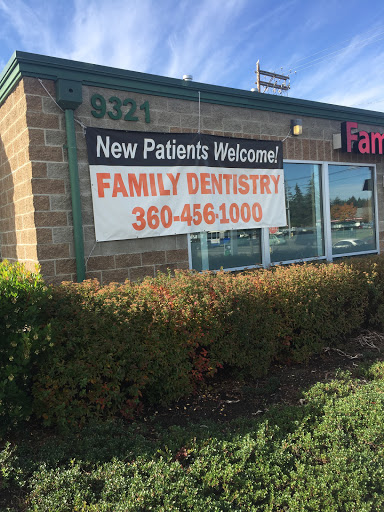 9321
New Patients Welcome!
FAMILY DENTISTRY
360-456-1000
Fam